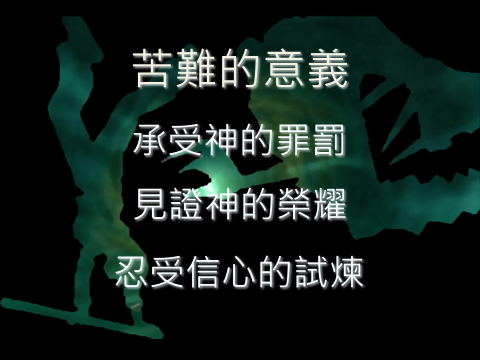 苦難的意義
承受神的罪罰
見證神的榮耀
忍受信心的試煉